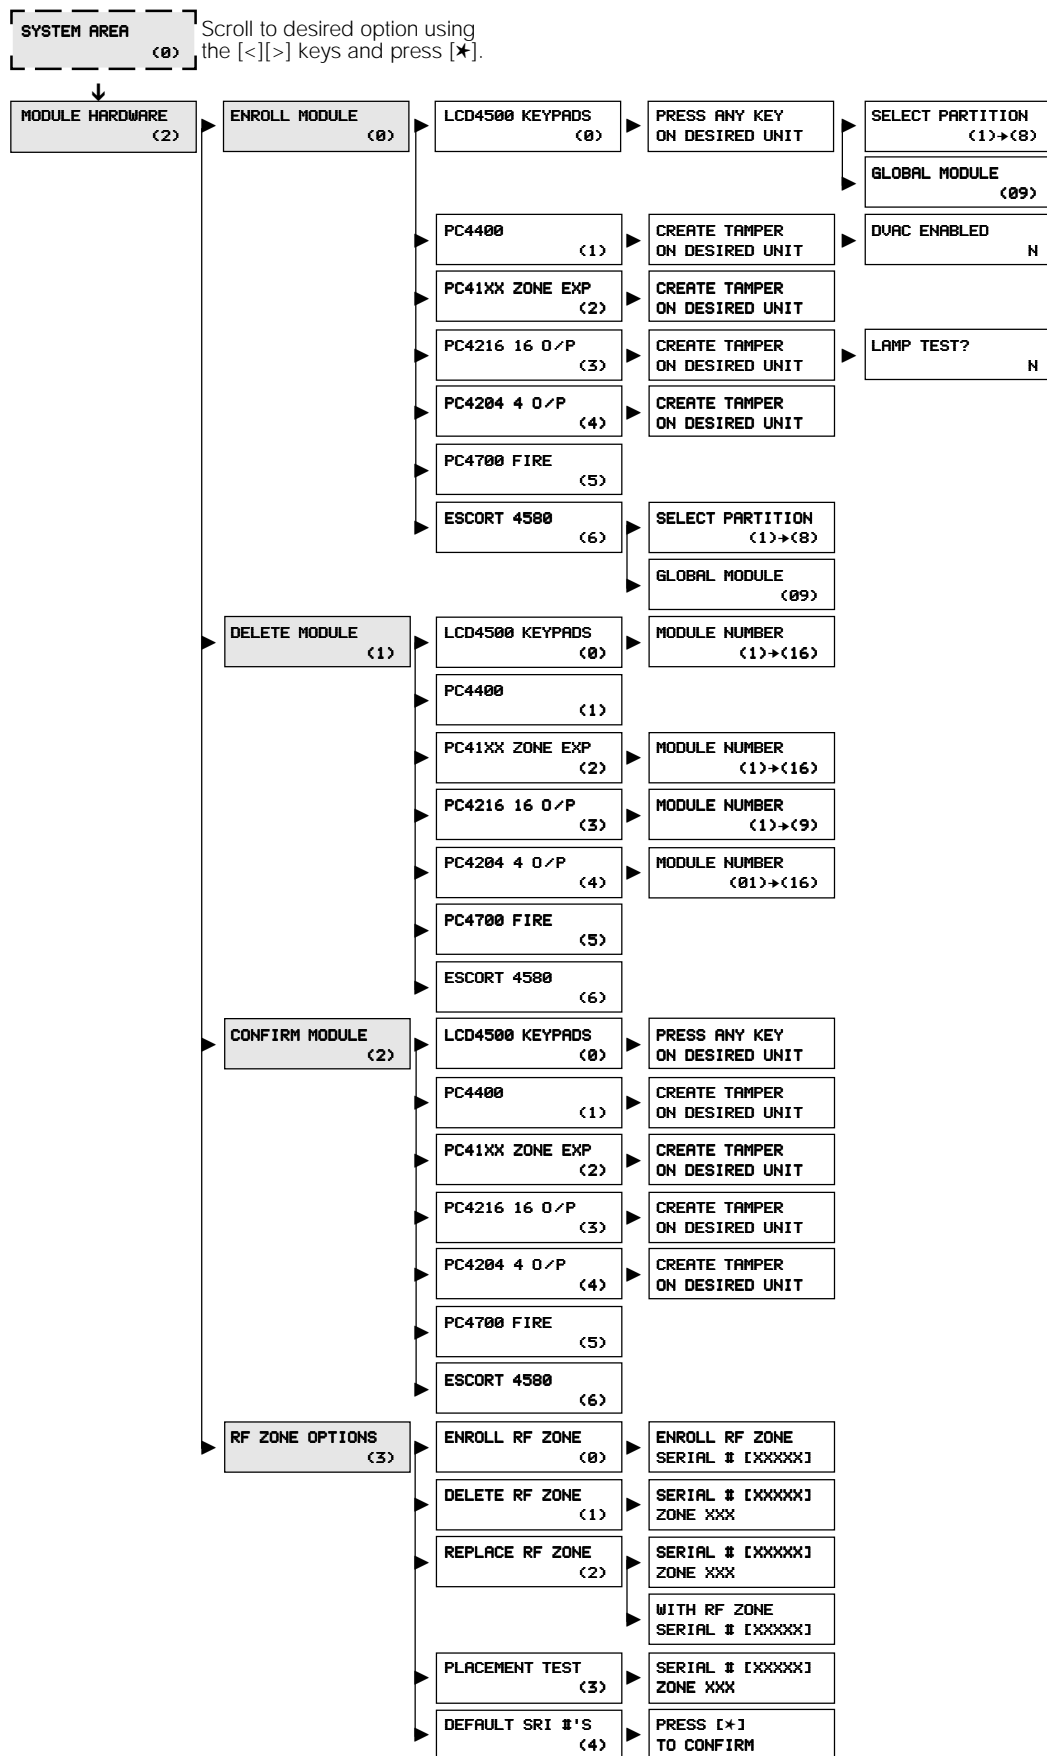 SYSTEM AREA
(0)
Scroll to desired option using
the [<][>] keys and press [✶].
MODULE HARDWARE
(2)
ENROLL MODULE
(0)
LCD4500 KEYPADS
(0)
PRESS ANY KEY
ON DESIRED UNIT
SELECT PARTITION
(1)→(8)
GLOBAL MODULE
(09)
PC4400
(1)
CREATE TAMPER
ON DESIRED UNIT
DVAC ENABLED
N
PC41XX ZONE EXP
(2)
CREATE TAMPER
ON DESIRED UNIT
PC4216 16 O/P
(3)
CREATE TAMPER
ON DESIRED UNIT
LAMP TEST?
N
PC4204 4 O/P
(4)
CREATE TAMPER
ON DESIRED UNIT
PC4700 FIRE
(5)
ESCORT 4580
(6)
SELECT PARTITION
(1)→(8)
GLOBAL MODULE
(09)
DELETE MODULE
(1)
LCD4500 KEYPADS
(0)
MODULE NUMBER
(1)→(16)
PC4400
(1)
PC41XX ZONE EXP
(2)
MODULE NUMBER
(1)→(16)
PC4216 16 O/P
(3)
MODULE NUMBER
(1)→(9)
PC4204 4 O/P
(4)
MODULE NUMBER
(01)→(16)
PC4700 FIRE
(5)
ESCORT 4580
(6)
CONFIRM MODULE
(2)
LCD4500 KEYPADS
(0)
PRESS ANY KEY
ON DESIRED UNIT
PC4400
(1)
CREATE TAMPER
ON DESIRED UNIT
PC41XX ZONE EXP
(2)
CREATE TAMPER
ON DESIRED UNIT
PC4216 16 O/P
(3)
CREATE TAMPER
ON DESIRED UNIT
PC4204 4 O/P
(4)
CREATE TAMPER
ON DESIRED UNIT
PC4700 FIRE
(5)
ESCORT 4580
(6)
RF ZONE OPTIONS
(3)
ENROLL RF ZONE
(0)
ENROLL RF ZONE
SERIAL # [XXXXX]
DELETE RF ZONE
(1)
SERIAL # [XXXXX]
ZONE XXX
REPLACE RF ZONE
(2)
SERIAL # [XXXXX]
ZONE XXX
WITH RF ZONE
SERIAL # [XXXXX]
PLACEMENT TEST
(3)
SERIAL # [XXXXX]
ZONE XXX
DEFAULT SRI #'S
(4)
PRESS [✶]
TO CONFIRM